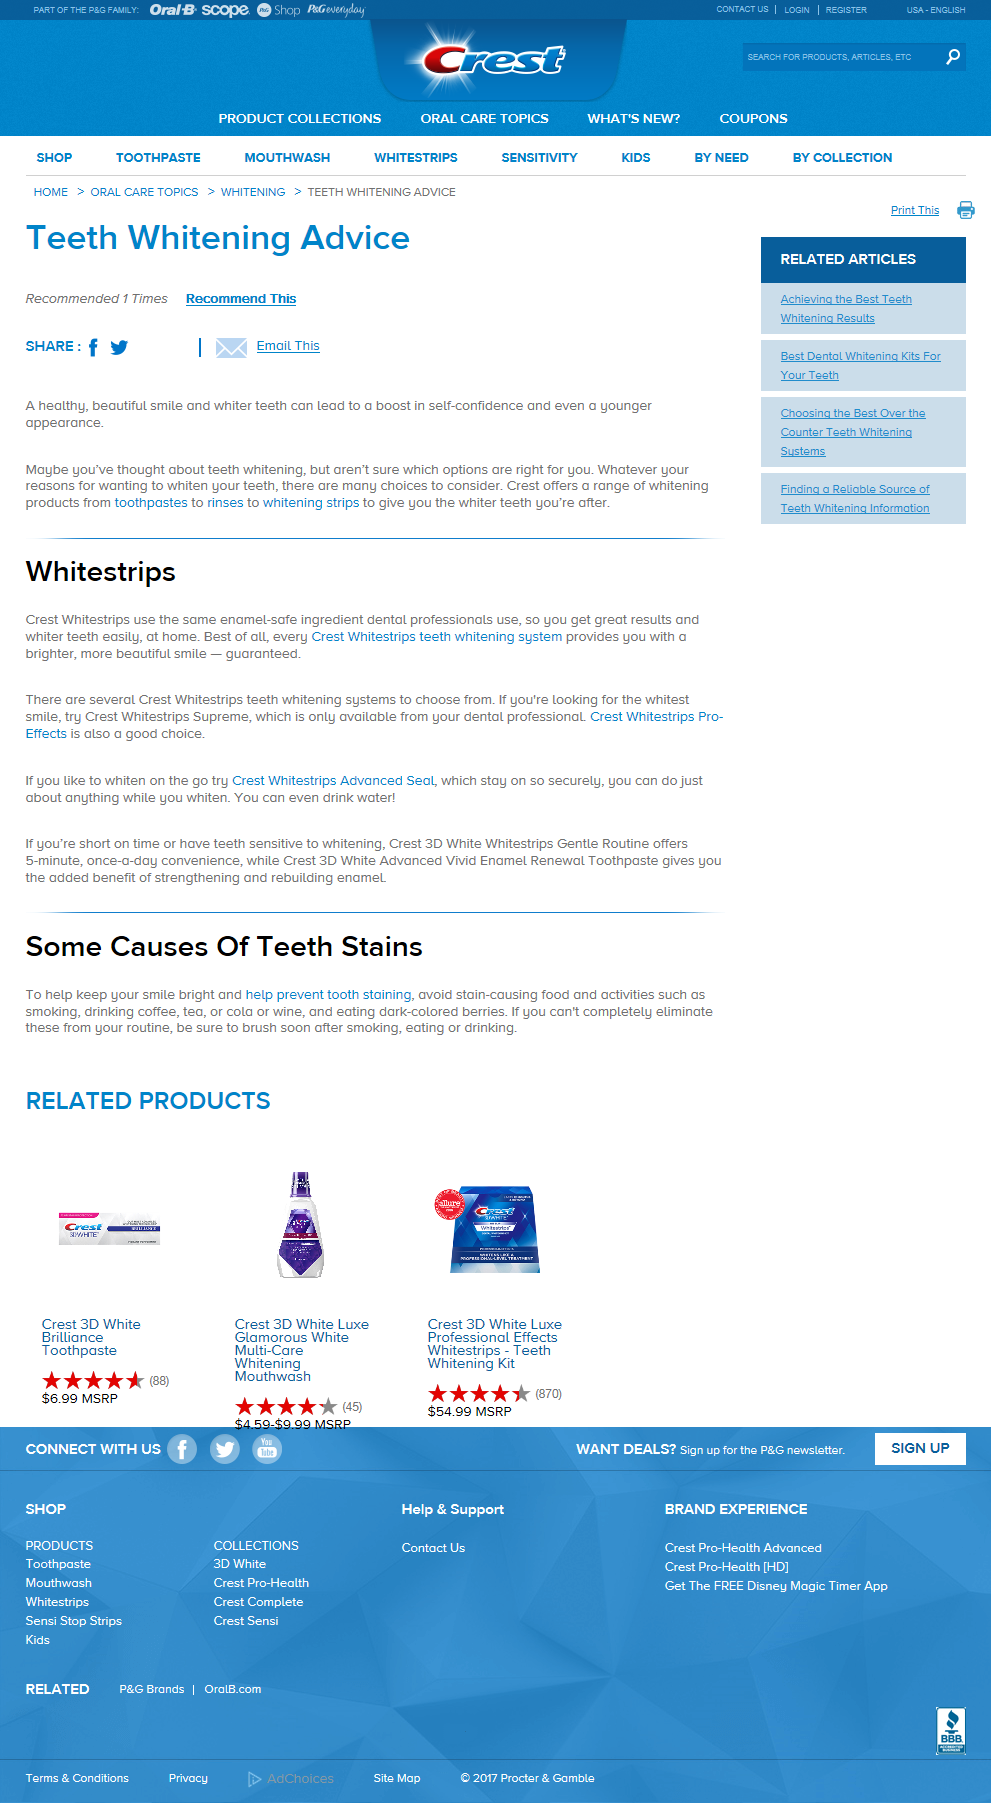 PART OF THE P&G FAMILY: Oral-B scope. P&G Shop P&G everyday
CONTACT US | LOGIN | REGISTER USA - ENGLISH
Crest
SEARCH FOR PRODUCTS, ARTICLES, ETC
PRODUCT COLLECTIONS ORAL CARE TOPICS WHAT'S NEW? COUPONS
SHOP TOOTHPASTE MOUTHWASH WHITESTRIPS SENSITIVITY KIDS BY NEED BY COLLECTION
HOME > ORAL CARE TOPICS > WHITENING > TEETH WHITENING ADVICE
Print This
Teeth Whitening Advice
Recommended 1 Times Recommend This
SHARE : | Email This
A healthy, beautiful smile and whiter teeth can lead to a boost in self-confidence and even a younger
appearance.
Maybe you've thought about teeth whitening, but aren't sure which options are right for you. Whatever your
reasons for wanting to whiten your teeth, there are many choices to consider. Crest offers a range of whitening
products from toothpastes to rinses to whitening strips to give you the whiter teeth you're after.
Whitestrips
Crest Whitestrips use the same enamel-safe ingredient dental professionals use, so you get great results and
whiter teeth easily, at home. Best of all, every Crest Whitestrips teeth whitening system provides you with a
brighter, more beautiful smile — guaranteed.
There are several Crest Whitestrips teeth whitening systems to choose from. If you're looking for the whitest
smile, try Crest Whitestrips Supreme, which is only available from your dental professional. Crest Whitestrips Pro-
Effects is also a good choice.
If you like to whiten on the go try Crest Whitestrips Advanced Seal, which stay on so securely, you can do just
about anything while you whiten. You can even drink water!
If you're short on time or have teeth sensitive to whitening, Crest 3D White Whitestrips Gentle Routine offers
5-minute, once-a-day convenience, while Crest 3D White Advanced Vivid Enamel Renewal Toothpaste gives you
the added benefit of strengthening and rebuilding enamel.
Some Causes Of Teeth Stains
To help keep your smile bright and help prevent tooth staining, avoid stain-causing food and activities such as
smoking, drinking coffee, tea, or cola or wine, and eating dark-colored berries. If you can't completely eliminate
these from your routine, be sure to brush soon after smoking, eating or drinking.
RELATED ARTICLES
Achieving the Best Teeth
Whitening Results
Best Dental Whitening Kits For
Your Teeth
Choosing the Best Over the
Counter Teeth Whitening
Systems
Finding a Reliable Source of
Teeth Whitening Information
RELATED PRODUCTS
Crest
3D WHITE
BRILLIANCE
allure
Crest
3D WHITE
Whitestrips
Crest 3D White
Brilliance
Toothpaste
(88)
$6.99 MSRP
Crest 3D White Luxe
Glamorous White
Multi-Care
Whitening
Mouthwash
(45)
$4.59-$9.99 MSRP
Crest 3D White Luxe
Professional Effects
Whitestrips - Teeth
Whitening Kit
(870)
$54.99 MSRP
CONNECT WITH US You Tube
WANT DEALS? Sign up for the P&G newsletter. SIGN UP
SHOP
PRODUCTS
Toothpaste
Mouthwash
Whitestrips
Sensi Stop Strips
Kids
COLLECTIONS
3D White
Crest Pro-Health
Crest Complete
Crest Sensi
Help & Support
Contact Us
BRAND EXPERIENCE
Crest Pro-Health Advanced
Crest Pro-Health [HD]
Get The FREE Disney Magic Timer App
RELATED P&G Brands | OralB.com
BBB
ACCREDITED
BUSINESS
Terms & Conditions Privacy AdChoices Site Map © 2017 Procter & Gamble